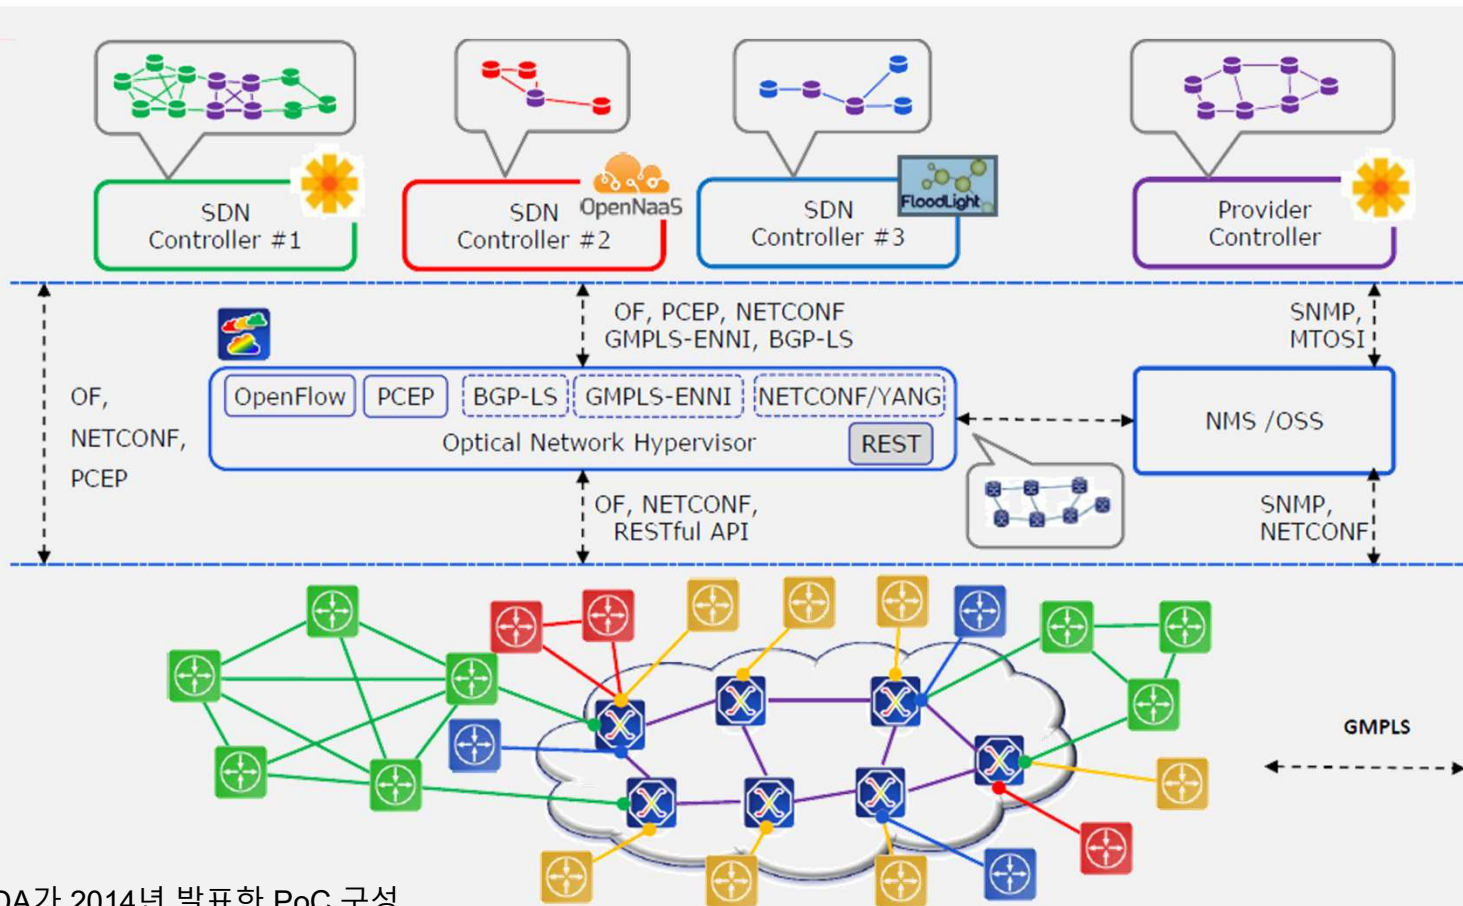 SDN
Controller #1
SDN
Controller #2
OpenNaaS
SDN
Controller #3
FloodLight
Provider
Controller
OF, PCEP, NETCONF
GMPLS-ENNI, BGP-LS
SNMP,
MTOSI
OF,
NETCONF,
PCEP
OpenFlow
PCEP
BGP-LS
GMPLS-ENNI
NETCONF/YANG
Optical Network Hypervisor
REST
NMS /OSS
OF, NETCONF,
RESTful API
SNMP,
NETCONF
GMPLS
2014년 발표한 PoC 구성